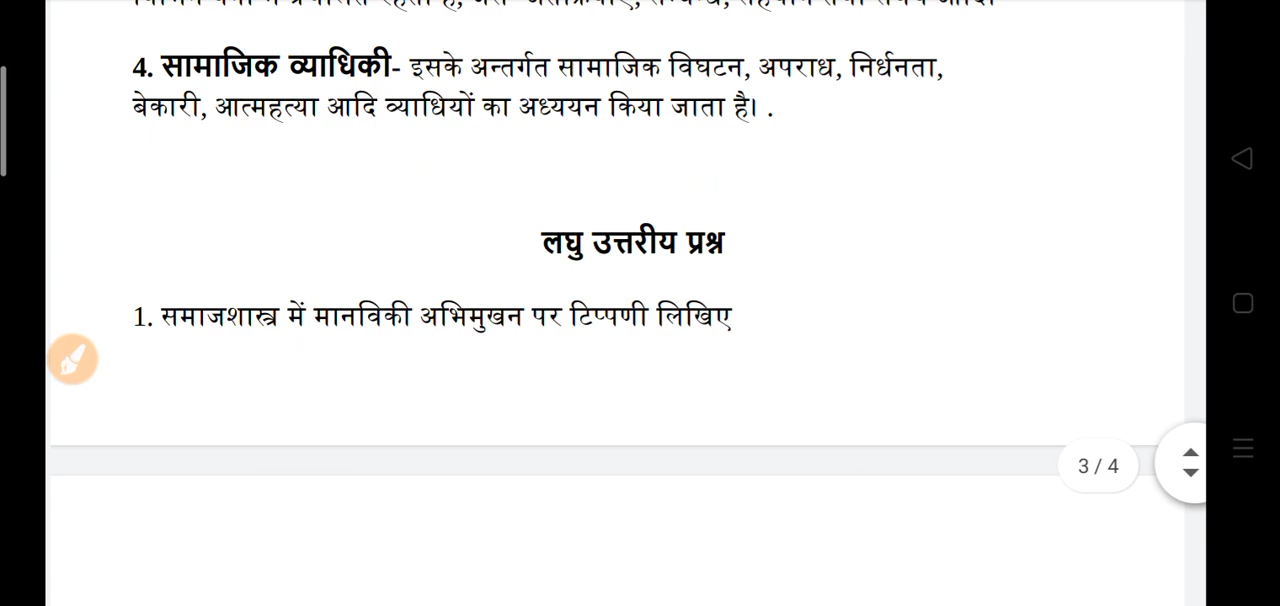 4. सामाजिक व्याधिकी- इसके अन्तर्गत सामाजिक विघटन, अपराध, निर्धनता,
बेकारी, आत्महत्या आदि व्याधियों का अध्ययन किया जाता है। .
लघु उत्तरीय प्रश्न
1. समाजशास्त्र में मानविकी अभिमुखन पर टिप्पणी लिखिए
3 / 4